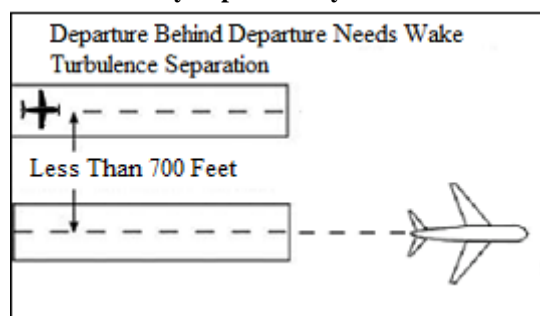 Departure Behind Departure Needs Wake
Turbulence Separation
Less Than 700 Feet